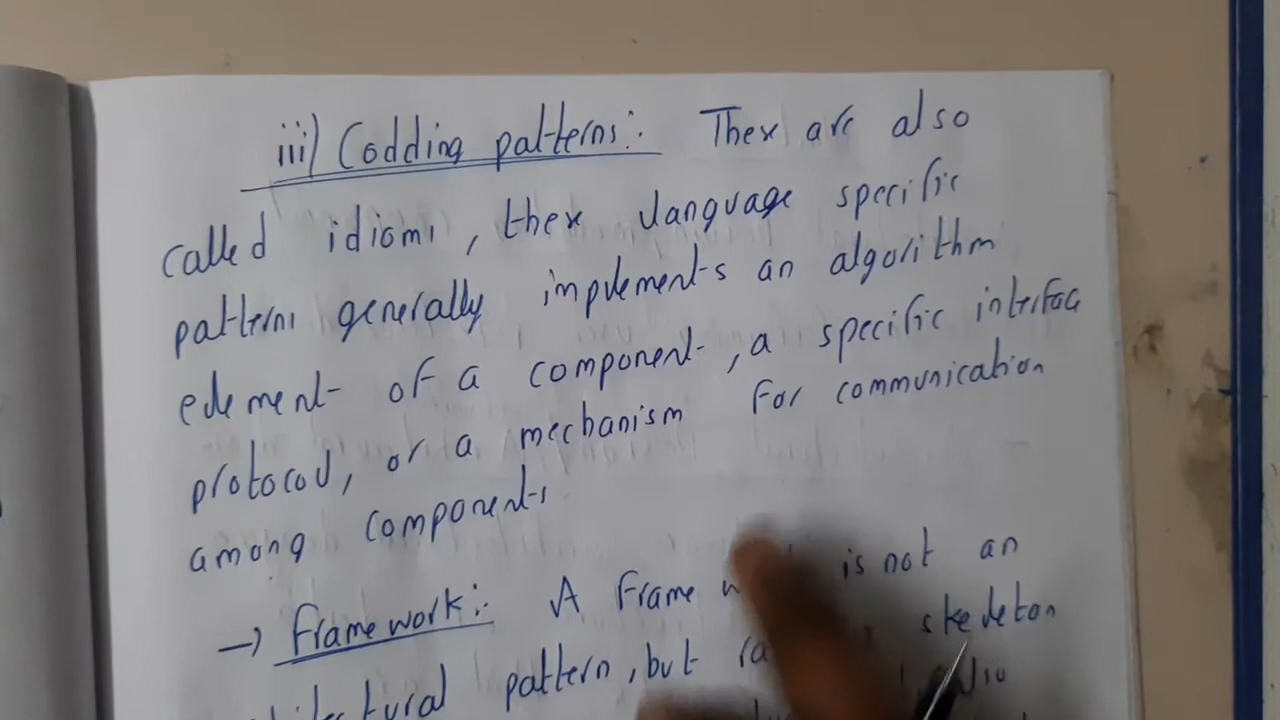 iii) Codding patterns:- They are also
called idioms, these language specific
patterns generally implements an algorithm
element of a component, a specific interface
protocol, or a mechanism for communication
among components
→ Framework:- A Frame is not an
pattern, but skeleton